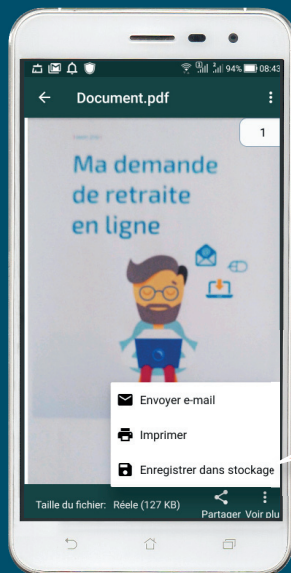 94% 08:43
Document.pdf
1
Ma demande
de retraite
en ligne
Envoyer e-mail
Imprimer
Enregistrer dans stockage
Taille du fichier: Réelle (127 KB)
Partager Voir plu